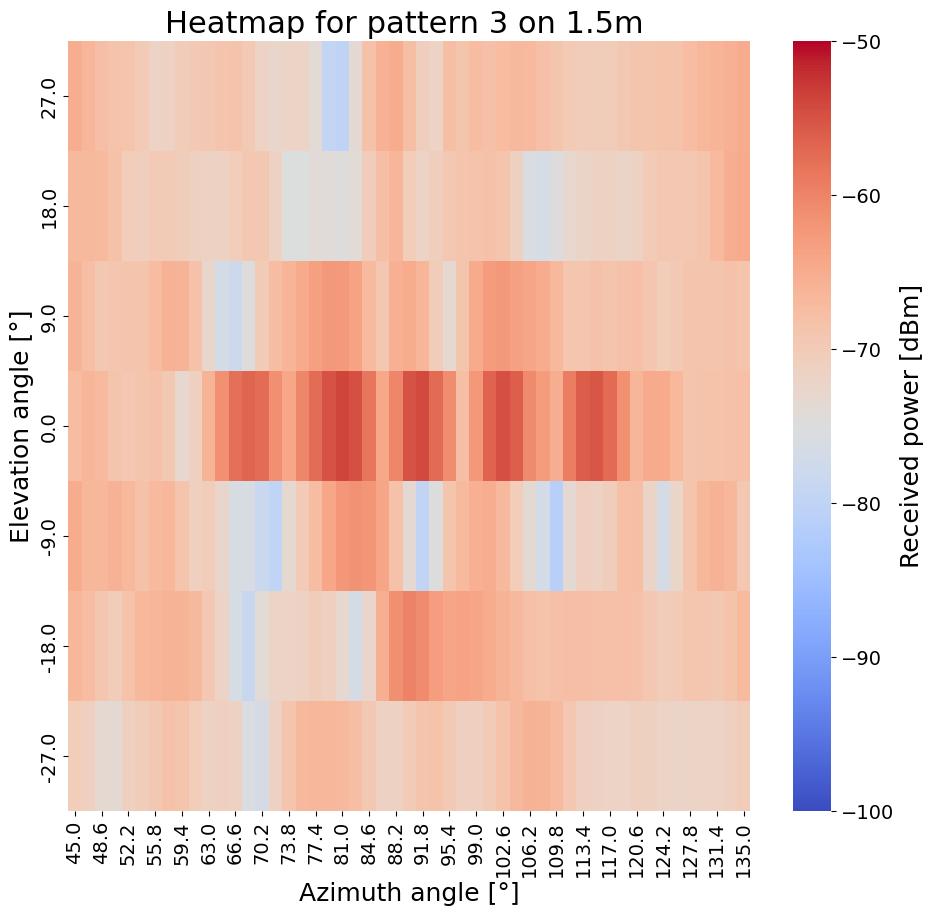 Heatmap for pattern 3 on 1.5m
Elevation angle [°]
27.0
18.0
9.0
0.0
-9.0
-18.0
-27.0
45.0 48.6 52.2 55.8 59.4 63.0 66.6 70.2 73.8 77.4 81.0 84.6 88.2 91.8 95.4 99.0 102.6 106.2 109.8 113.4 117.0 120.6 124.2 127.8 131.4 135.0
Azimuth angle [°]
−50
−60
−70
−80
−90
−100
Received power [dBm]